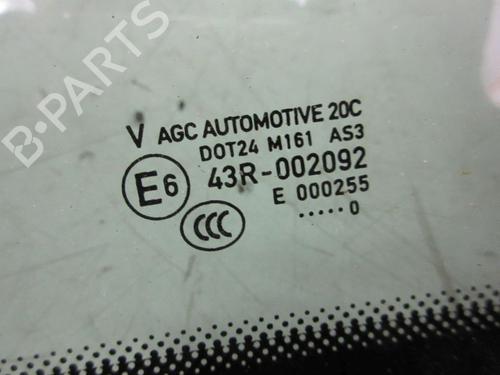 B-PARTS
V AGC AUTOMOTIVE 20C
DOT24 M161 AS3
E6 43R-002092
E 000255
CCC
.....0